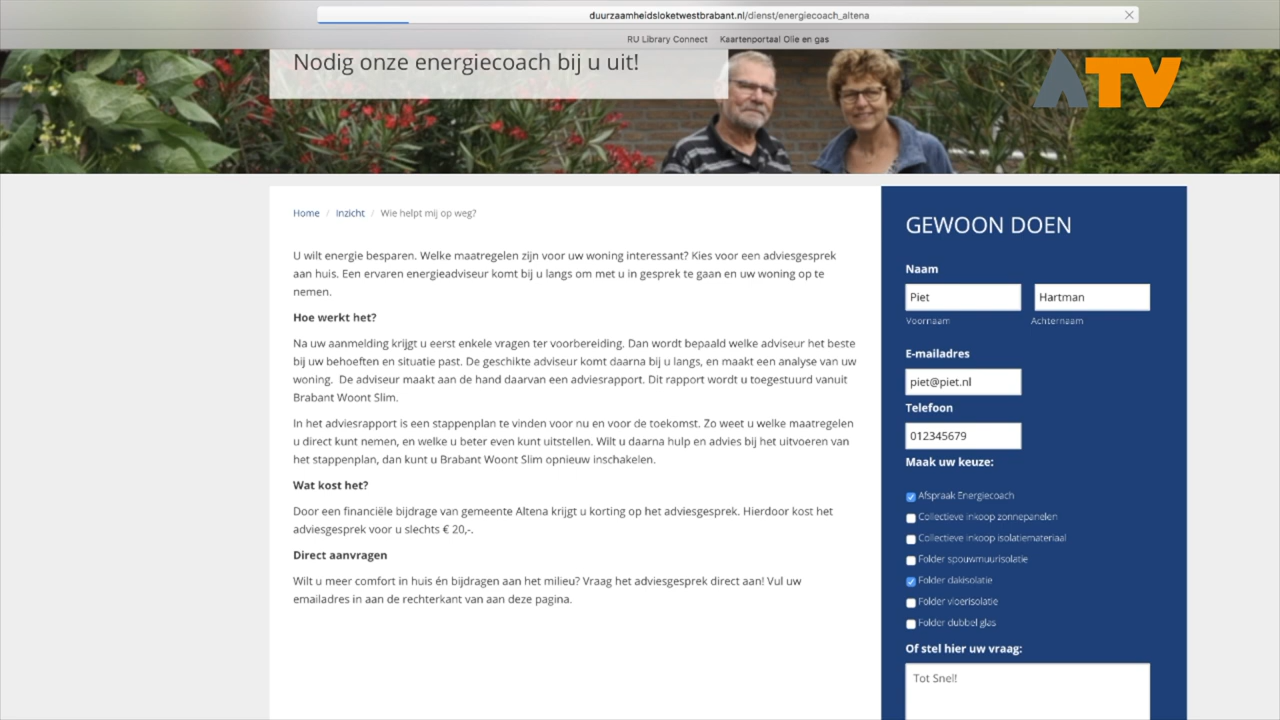 duurzaamheidsloketwestbrabant.nl/dienst/energiecoach_altena
RU Library Connect Kaartenportaal Olie en gas
Nodig onze energiecoach bij u uit!
ATV
Home / Inzicht / Wie helpt mij op weg?
U wilt energie besparen. Welke maatregelen zijn voor uw woning interessant? Kies voor een adviesgesprek
aan huis. Een ervaren energieadviseur komt bij u langs om met u in gesprek te gaan en uw woning op te
nemen.
Hoe werkt het?
Na uw aanmelding krijgt u eerst enkele vragen ter voorbereiding. Dan wordt bepaald welke adviseur het beste
bij uw behoeften en situatie past. De geschikte adviseur komt daarna bij u langs, en maakt een analyse van uw
woning. De adviseur maakt aan de hand daarvan een adviesrapport. Dit rapport wordt u toegestuurd vanuit
Brabant Woont Slim.
In het adviesrapport is een stappenplan te vinden voor nu en voor de toekomst. Zo weet u welke maatregelen
u direct kunt nemen, en welke u beter even kunt uitstellen. Wilt u daarna hulp en advies bij het uitvoeren van
het stappenplan, dan kunt u Brabant Woont Slim opnieuw inschakelen.
Wat kost het?
Door een financiële bijdrage van gemeente Altena krijgt u korting op het adviesgesprek. Hierdoor kost het
adviesgesprek voor u slechts € 20,-.
Direct aanvragen
Wilt u meer comfort in huis én bijdragen aan het milieu? Vraag het adviesgesprek direct aan! Vul uw
emailadres in aan de rechterkant van aan deze pagina.
GEWOON DOEN
Naam
Piet Hartman
Voornaam Achternaam
E-mailadres
piet@piet.nl
Telefoon
012345679
Maak uw keuze:
Afspraak Energiecoach
Collectieve inkoop zonnepanelen
Collectieve inkoop isolatiemateriaal
Folder spouwmuurisolatie
Folder dakisolatie
Folder vloerisolatie
Folder dubbel glas
Of stel hier uw vraag:
Tot Snel!